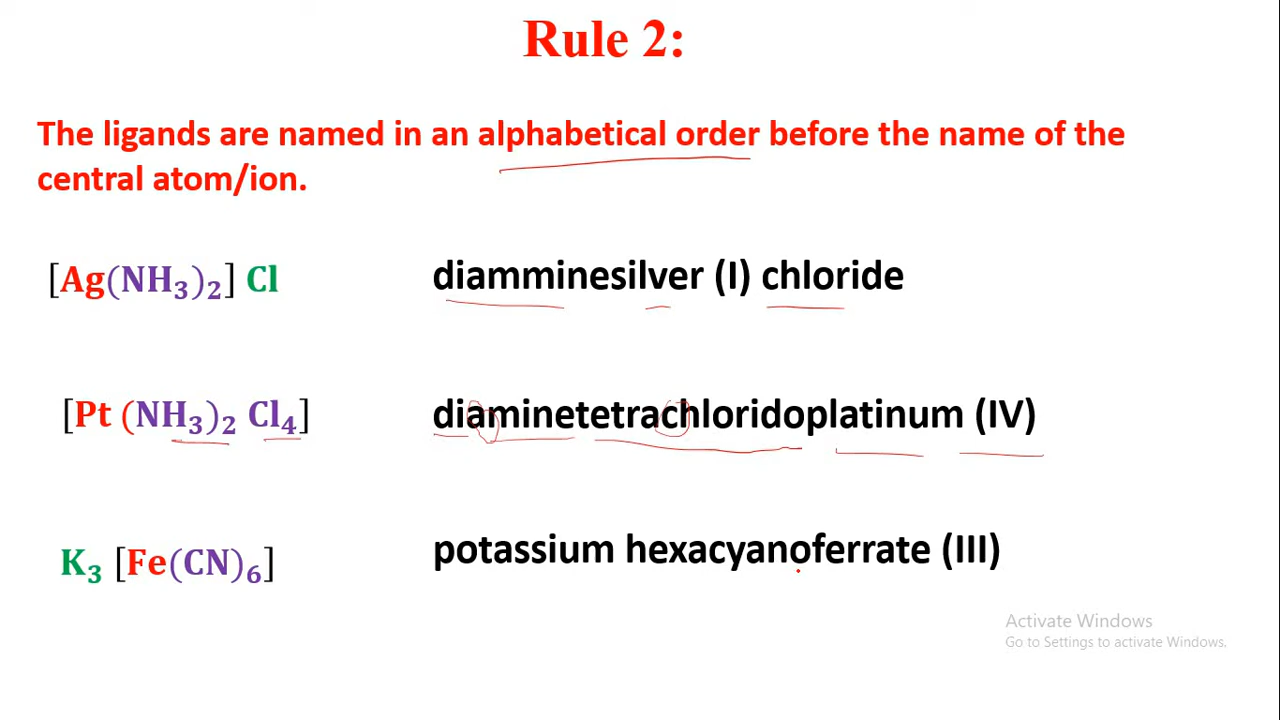 Rule 2:
The ligands are named in an alphabetical order before the name of the
central atom/ion.
[Ag(NH₃)₂] Cl diamminesilver (I) chloride
[Pt (NH₃)₂ Cl₄] diaminetetrachloridoplatinum (IV)
K₃ [Fe(CN)₆] potassium hexacyanoferrate (III)
Activate Windows
Go to Settings to activate Windows.